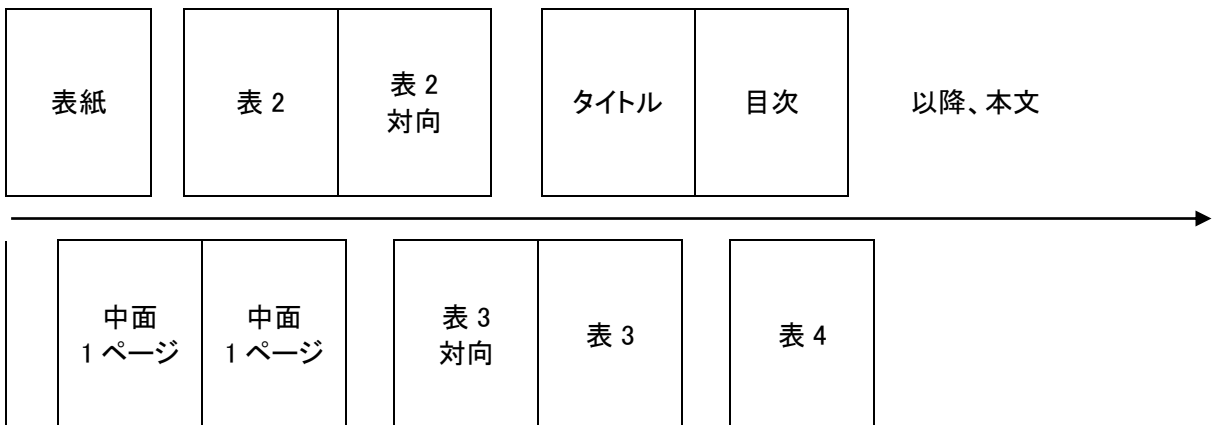 表紙
表 2
表 2
対向
タイトル
目次
以降、本文
中面
1 ページ
中面
1 ページ
表 3
対向
表 3
表 4